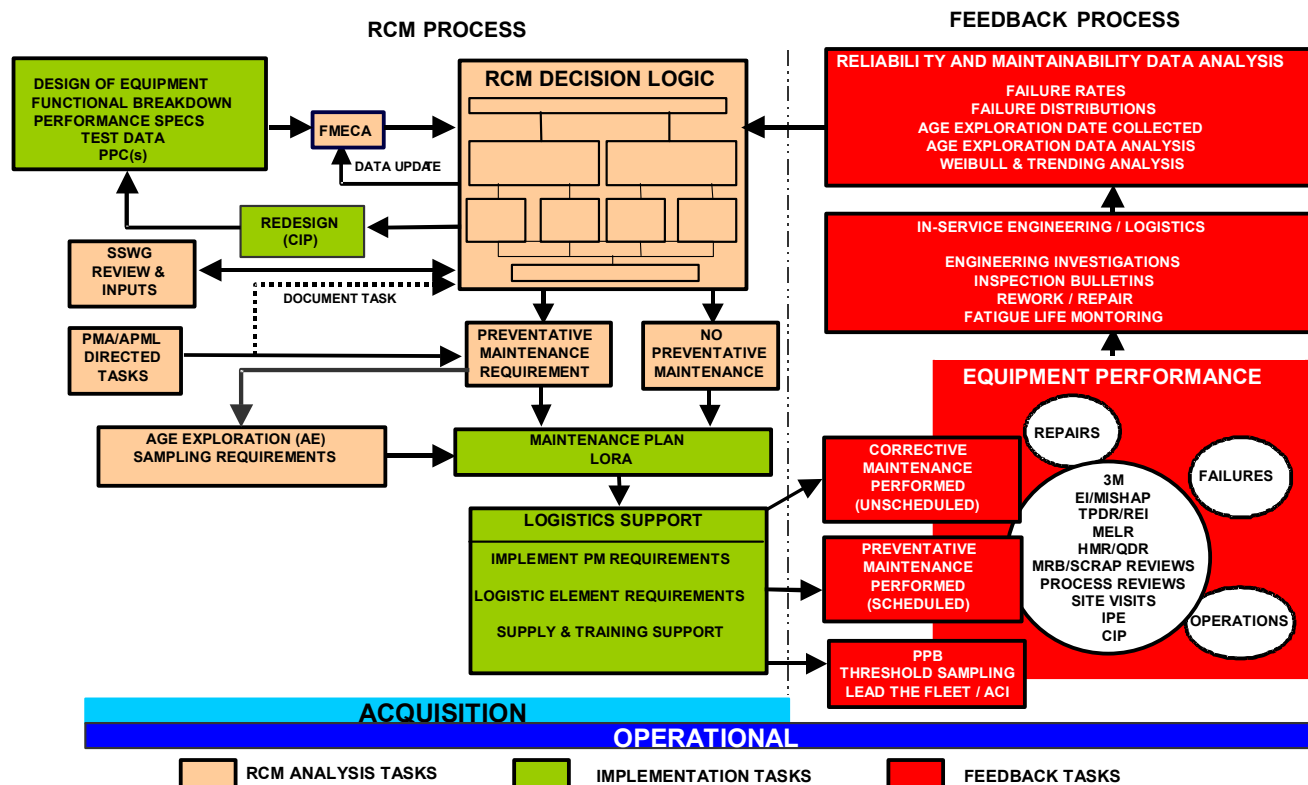 RCM PROCESS
FEEDBACK PROCESS
DESIGN OF EQUIPMENT
FUNCTIONAL BREAKDOWN
PERFORMANCE SPECS
TEST DATA
PPC(s)
FMECA
DATA UPDATE
RCM DECISION LOGIC
REDESIGN
(CIP)
SSWG
REVIEW &
INPUTS
DOCUMENT TASK
PMA/APML
DIRECTED
TASKS
PREVENTATIVE
MAINTENANCE
REQUIREMENT
NO
PREVENTATIVE
MAINTENANCE
AGE EXPLORATION (AE)
SAMPLING REQUIREMENTS
MAINTENANCE PLAN
LORA
LOGISTICS SUPPORT
IMPLEMENT PM REQUIREMENTS
LOGISTIC ELEMENT REQUIREMENTS
SUPPLY & TRAINING SUPPORT
RELIABILI TY AND MAINTAINABILITY DATA ANALYSIS
FAILURE RATES
FAILURE DISTRIBUTIONS
AGE EXPLORATION DATE COLLECTED
AGE EXPLORATION DATA ANALYSIS
WEIBULL & TRENDING ANALYSIS
IN-SERVICE ENGINEERING / LOGISTICS
ENGINEERING INVESTIGATIONS
INSPECTION BULLETINS
REWORK / REPAIR
FATIGUE LIFE MONTORING
EQUIPMENT PERFORMANCE
REPAIRS
FAILURES
OPERATIONS
3M
EI/MISHAP
TPDR/REI
MELR
HMR/QDR
MRB/SCRAP REVIEWS
PROCESS REVIEWS
SITE VISITS
IPE
CIP
CORRECTIVE
MAINTENANCE
PERFORMED
(UNSCHEDULED)
PREVENTATIVE
MAINTENANCE
PERFORMED
(SCHEDULED)
PPB
THRESHOLD SAMPLING
LEAD THE FLEET / ACI
ACQUISITION
OPERATIONAL
RCM ANALYSIS TASKS
IMPLEMENTATION TASKS
FEEDBACK TASKS